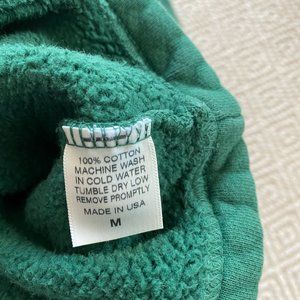 100% COTTON
MACHINE WASH
IN COLD WATER
TUMBLE DRY LOW
REMOVE PROMPTLY
MADE IN USA
M